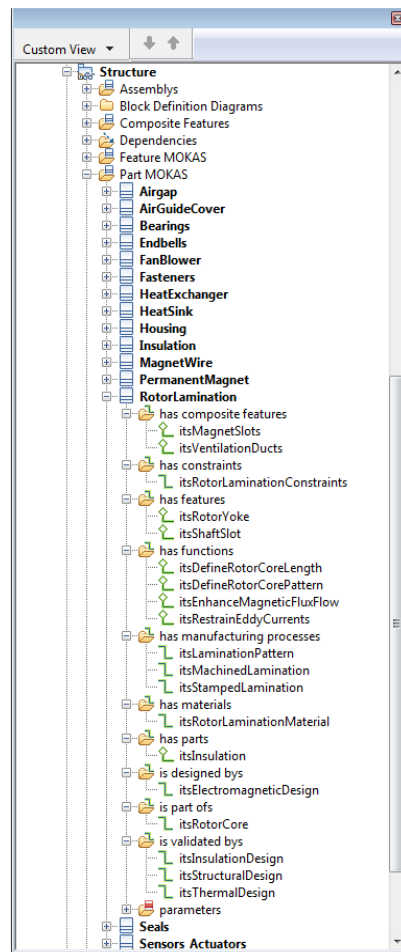 Custom View
Structure
Assemblys
Block Definition Diagrams
Composite Features
Dependencies
Feature MOKAS
Part MOKAS
Airgap
AirGuideCover
Bearings
Endbells
FanBlower
Fasteners
HeatExchanger
HeatSink
Housing
Insulation
MagnetWire
PermanentMagnet
RotorLamination
has composite features
itsMagnetSlots
itsVentilationDucts
has constraints
itsRotorLaminationConstraints
has features
itsRotorYoke
itsShaftSlot
has functions
itsDefineRotorCoreLength
itsDefineRotorCorePattern
itsEnhanceMagneticFluxFlow
itsRestrainEddyCurrents
has manufacturing processes
itsLaminationPattern
itsMachinedLamination
itsStampedLamination
has materials
itsRotorLaminationMaterial
has parts
itsInsulation
is designed bys
itsElectromagneticDesign
is part ofs
itsRotorCore
is validated bys
itsInsulationDesign
itsStructuralDesign
itsThermalDesign
parameters
Seals
Sensors Actuators